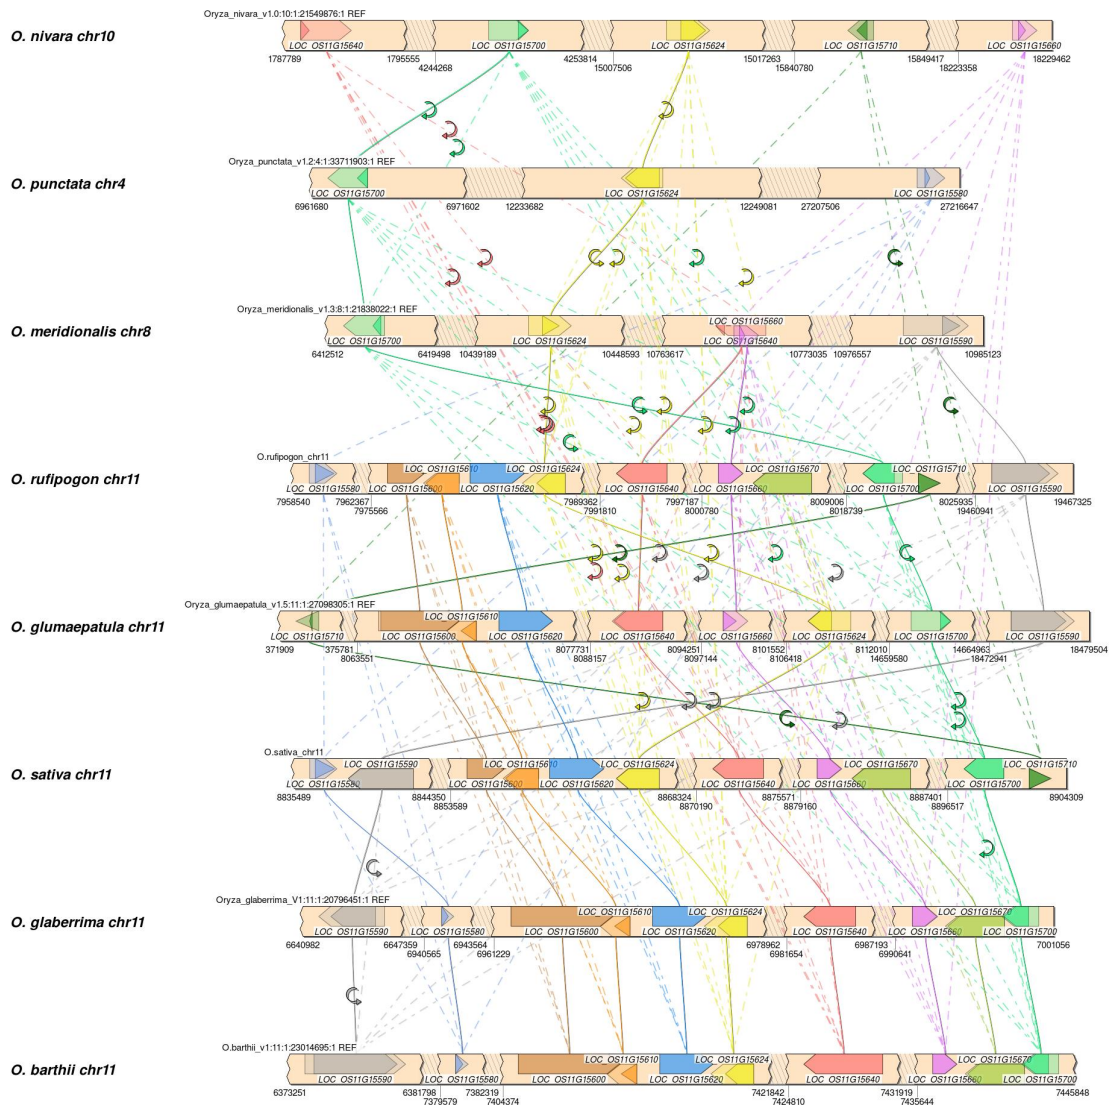 Oryza_nivara_v1.0:10:1:21549876:1 REF
O. nivara chr10
LOC_OS11G15640 LOC_OS11G15700 LOC_OS11G15624 LOC_OS11G15710 LOC_OS11G15660
1787789 1795555 4253814 15017263 15849417 18229462
4244268 15007506 15840780 18223358
Oryza_punctata_v1.2:4:1:33711903:1 REF
O. punctata chr4
LOC_OS11G15700 LOC_OS11G15624 LOC_OS11G15580
6961680 6971602 12233682 12249081 27207506 27216647
Oryza_meridionalis_v1.3:8:1:21838022:1 REF
LOC_OS11G15660
O. meridionalis chr8
LOC_OS11G15700 LOC_OS11G15624 LOC_OS11G15640 LOC_OS11G15590
6412512 6419498 10439189 10448593 10763617 10773035 10976557 10985123
O.rufipogon_chr11
LOC_OS11G15610 LOC_OS11G15624 LOC_OS11G15670 LOC_OS11G15710
O. rufipogon chr11
LOC_OS11G15580 LOC_OS11G15600 LOC_OS11G15620 LOC_OS11G15640 LOC_OS11G15660 LOC_OS11G15700 LOC_OS11G15590
7958540 7962367 7989362 7997187 8009006 8025935 19467325
7975566 7991810 8000780 8018739 19460941
Oryza_glumaepatula_v1.5:11:1:27098305:1 REF
LOC_OS11G15610
O. glumaepatula chr11
LOC_OS11G15710 LOC_OS11G15600 LOC_OS11G15620 LOC_OS11G15640 LOC_OS11G15660 LOC_OS11G15624 LOC_OS11G15700 LOC_OS11G15590
371909 375781 8077731 8094251 8101552 8112010 14664963 18479504
8063551 8088157 8097144 8106418 14659580 18472941
O.sativa_chr11
LOC_OS11G15590 LOC_OS11G15610 LOC_OS11G15624 LOC_OS11G15670 LOC_OS11G15710
O. sativa chr11
LOC_OS11G15580 LOC_OS11G15600 LOC_OS11G15620 LOC_OS11G15640 LOC_OS11G15660 LOC_OS11G15700
8835489 8844350 8868324 8875571 8887401 8904309
8853589 8870190 8879160 8896517
Oryza_glaberrima_V1:11:1:20796451:1 REF
LOC_OS11G15610 LOC_OS11G15624 LOC_OS11G15670
O. glaberrima chr11
LOC_OS11G15590 LOC_OS11G15580 LOC_OS11G15600 LOC_OS11G15620 LOC_OS11G15640 LOC_OS11G15660 LOC_OS11G15700
6640982 6647359 6943564 6978962 6987193 7001056
6940565 6961229 6981654 6990641
O.barthii_v1:11:1:23014695:1 REF
LOC_OS11G15610 LOC_OS11G15624 LOC_OS11G15670
O. barthii chr11
LOC_OS11G15590 LOC_OS11G15580 LOC_OS11G15600 LOC_OS11G15620 LOC_OS11G15640 LOC_OS11G15660 LOC_OS11G15700
6373251 6381798 7382319 7421842 7431919 7445848
7379579 7404374 7424810 7435644